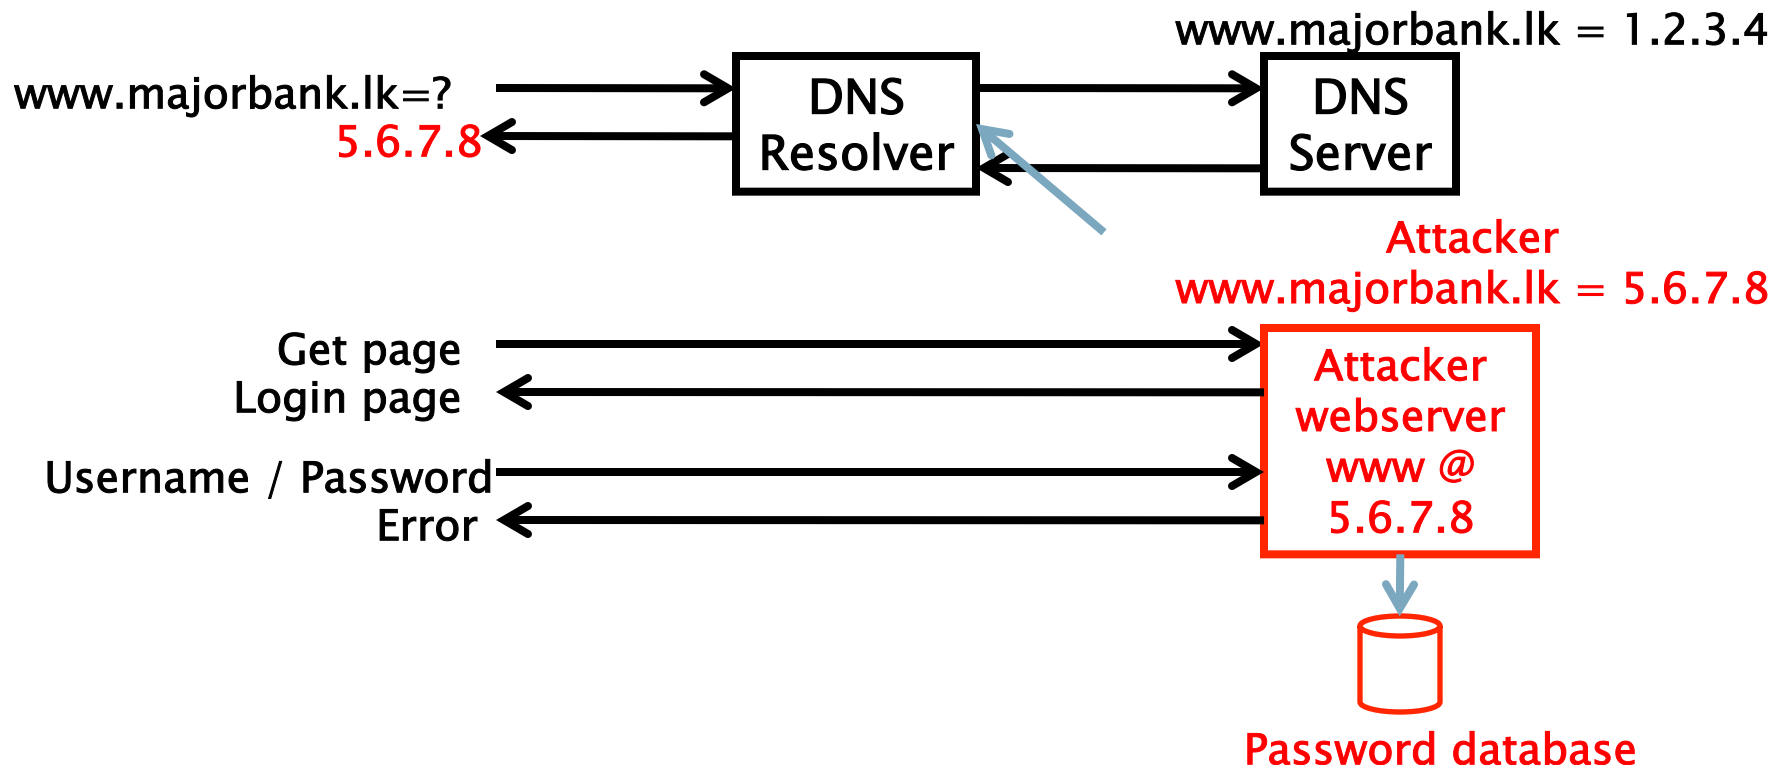 www.majorbank.lk = 1.2.3.4
www.majorbank.lk=?
5.6.7.8
DNS
Resolver
DNS
Server
Attacker
www.majorbank.lk = 5.6.7.8
Get page
Login page
Username / Password
Error
Attacker
webserver
www @
5.6.7.8
Password database